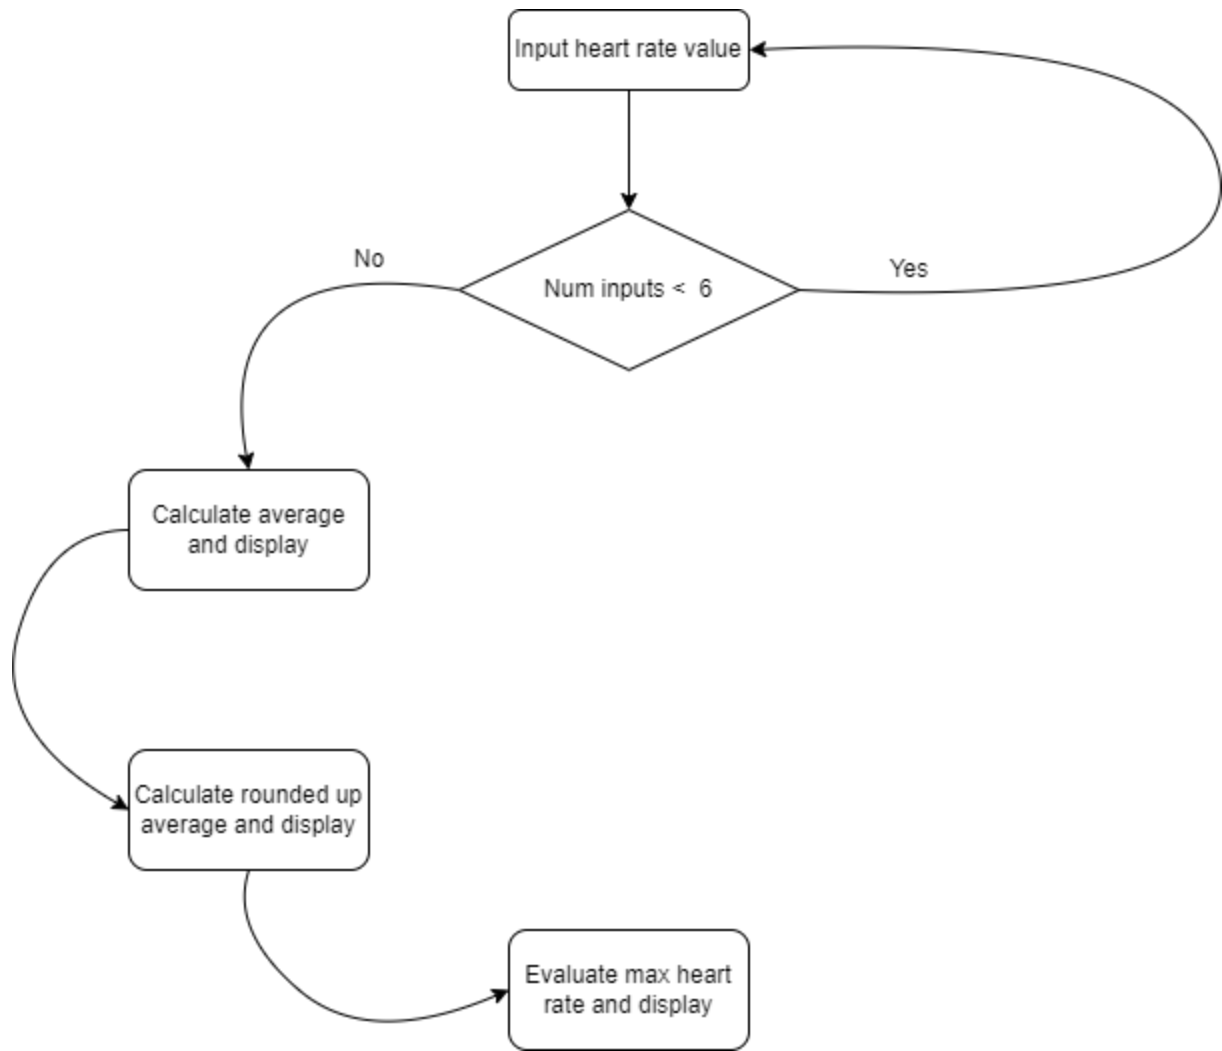 Input heart rate value
No
Num inputs < 6
Yes
Calculate average
and display
Calculate rounded up
average and display
Evaluate max heart
rate and display